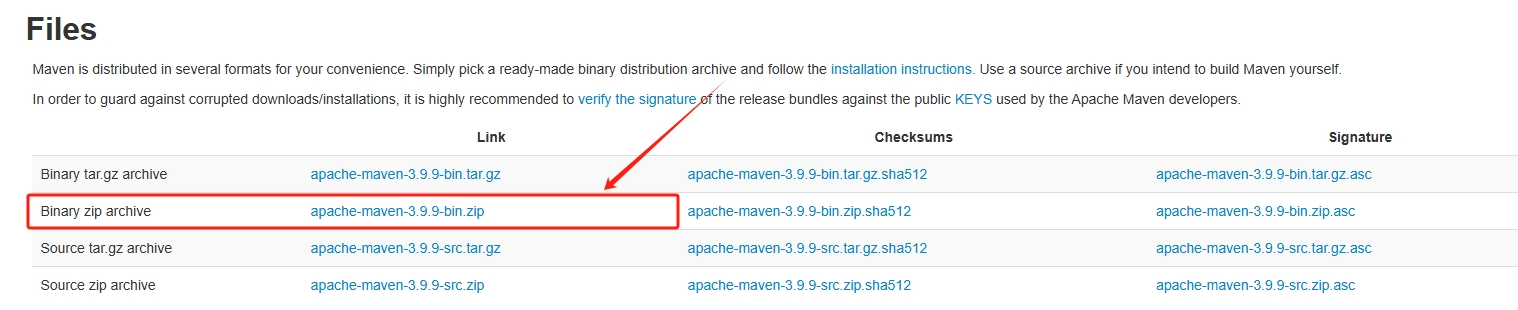 Files
Maven is distributed in several formats for your convenience. Simply pick a ready-made binary distribution archive and follow the installation instructions. Use a source archive if you intend to build Maven yourself.
In order to guard against corrupted downloads/installations, it is highly recommended to verify the signature of the release bundles against the public KEYS used by the Apache Maven developers.
Link Checksums Signature
Binary tar.gz archive apache-maven-3.9.9-bin.tar.gz apache-maven-3.9.9-bin.tar.gz.sha512 apache-maven-3.9.9-bin.tar.gz.asc
Binary zip archive apache-maven-3.9.9-bin.zip apache-maven-3.9.9-bin.zip.sha512 apache-maven-3.9.9-bin.zip.asc
Source tar.gz archive apache-maven-3.9.9-src.tar.gz apache-maven-3.9.9-src.tar.gz.sha512 apache-maven-3.9.9-src.tar.gz.asc
Source zip archive apache-maven-3.9.9-src.zip apache-maven-3.9.9-src.zip.sha512 apache-maven-3.9.9-src.zip.asc